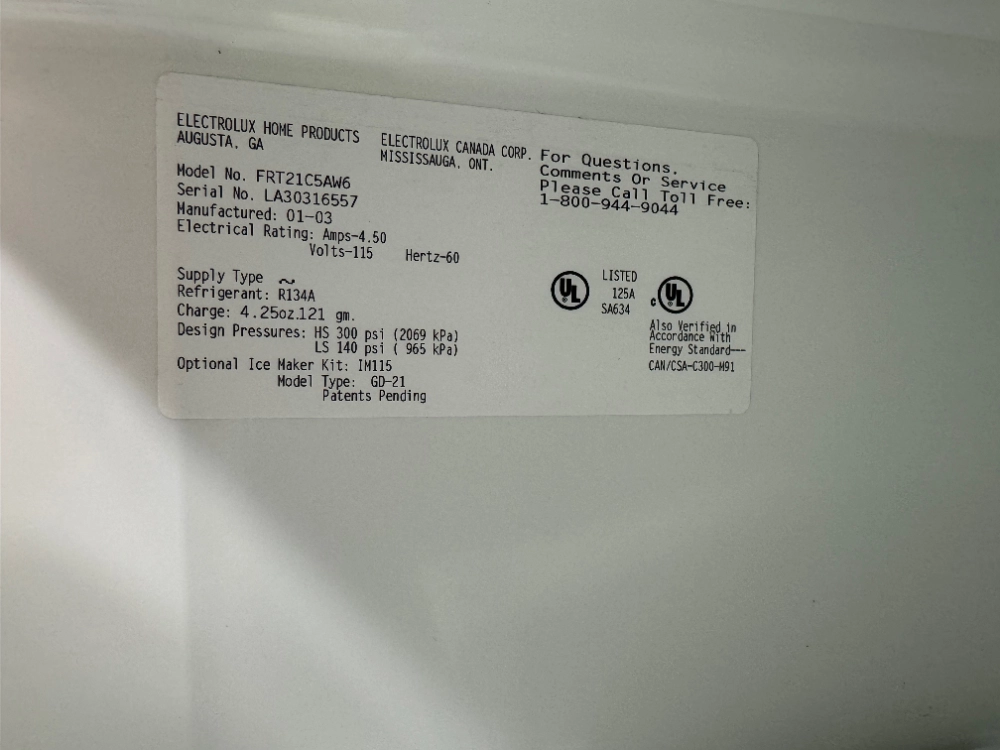 ELECTROLUX HOME PRODUCTS
AUGUSTA, GA
ELECTROLUX CANADA CORP.
MISSISSAUGA, ONT.
For Questions,
Comments Or Service
Please Call Toll Free:
1-800-944-9044
Model No. FRT21C5AW6
Serial No. LA30316557
Manufactured: 01-03
Electrical Rating: Amps-4.50
Volts-115 Hertz-60
Supply Type ~
Refrigerant: R134A
Charge: 4.25oz.121 gm.
Design Pressures: HS 300 psi (2069 kPa)
LS 140 psi ( 965 kPa)
Optional Ice Maker Kit: IM115
Model Type: GD-21
Patents Pending
UL
LISTED
125A
SA634
c UL
Also Verified in
Accordance With
Energy Standard---
CAN/CSA-C300-M91